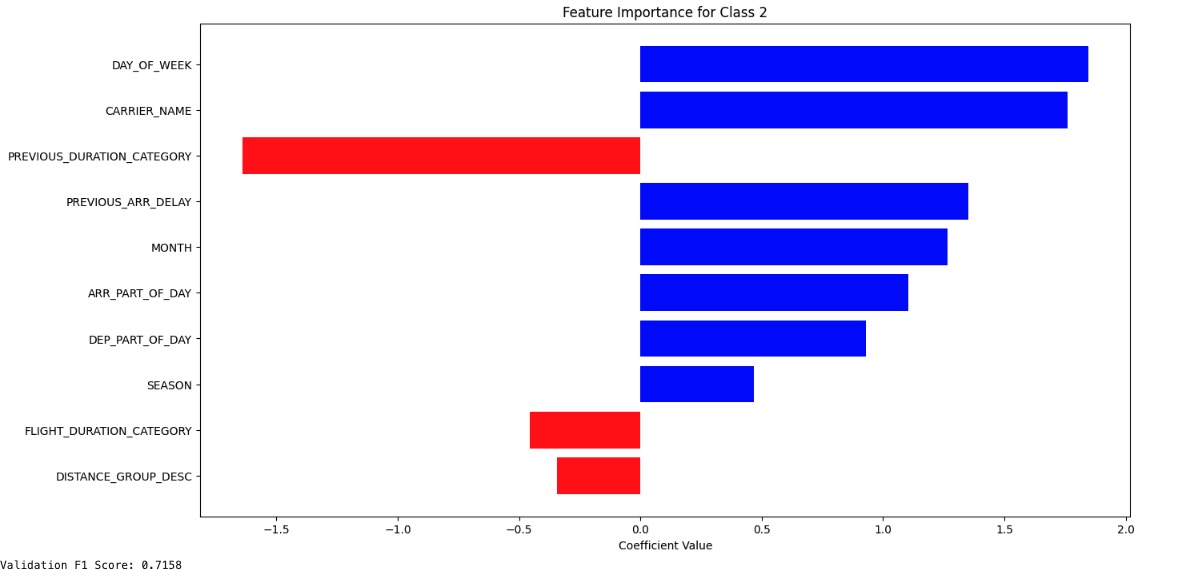 Feature Importance for Class 2
DAY_OF_WEEK
CARRIER_NAME
PREVIOUS_DURATION_CATEGORY
PREVIOUS_ARR_DELAY
MONTH
ARR_PART_OF_DAY
DEP_PART_OF_DAY
SEASON
FLIGHT_DURATION_CATEGORY
DISTANCE_GROUP_DESC
−1.5 −1.0 −0.5 0.0 0.5 1.0 1.5 2.0
Coefficient Value
Validation F1 Score: 0.7158